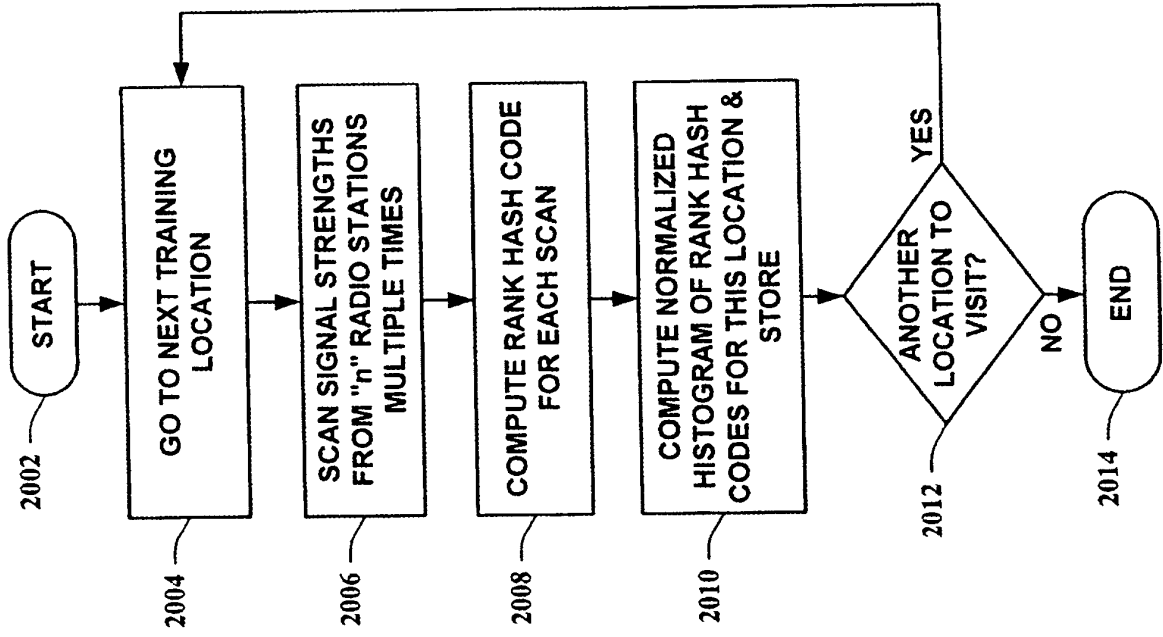 START
2002
GO TO NEXT TRAINING
LOCATION
2004
SCAN SIGNAL STRENGTHS
FROM "n" RADIO STATIONS
MULTIPLE TIMES
2006
COMPUTE RANK HASH CODE
FOR EACH SCAN
2008
COMPUTE NORMALIZED
HISTOGRAM OF RANK HASH
CODES FOR THIS LOCATION &
STORE
2010
ANOTHER
LOCATION TO
VISIT?
YES
2012
NO
END
2014